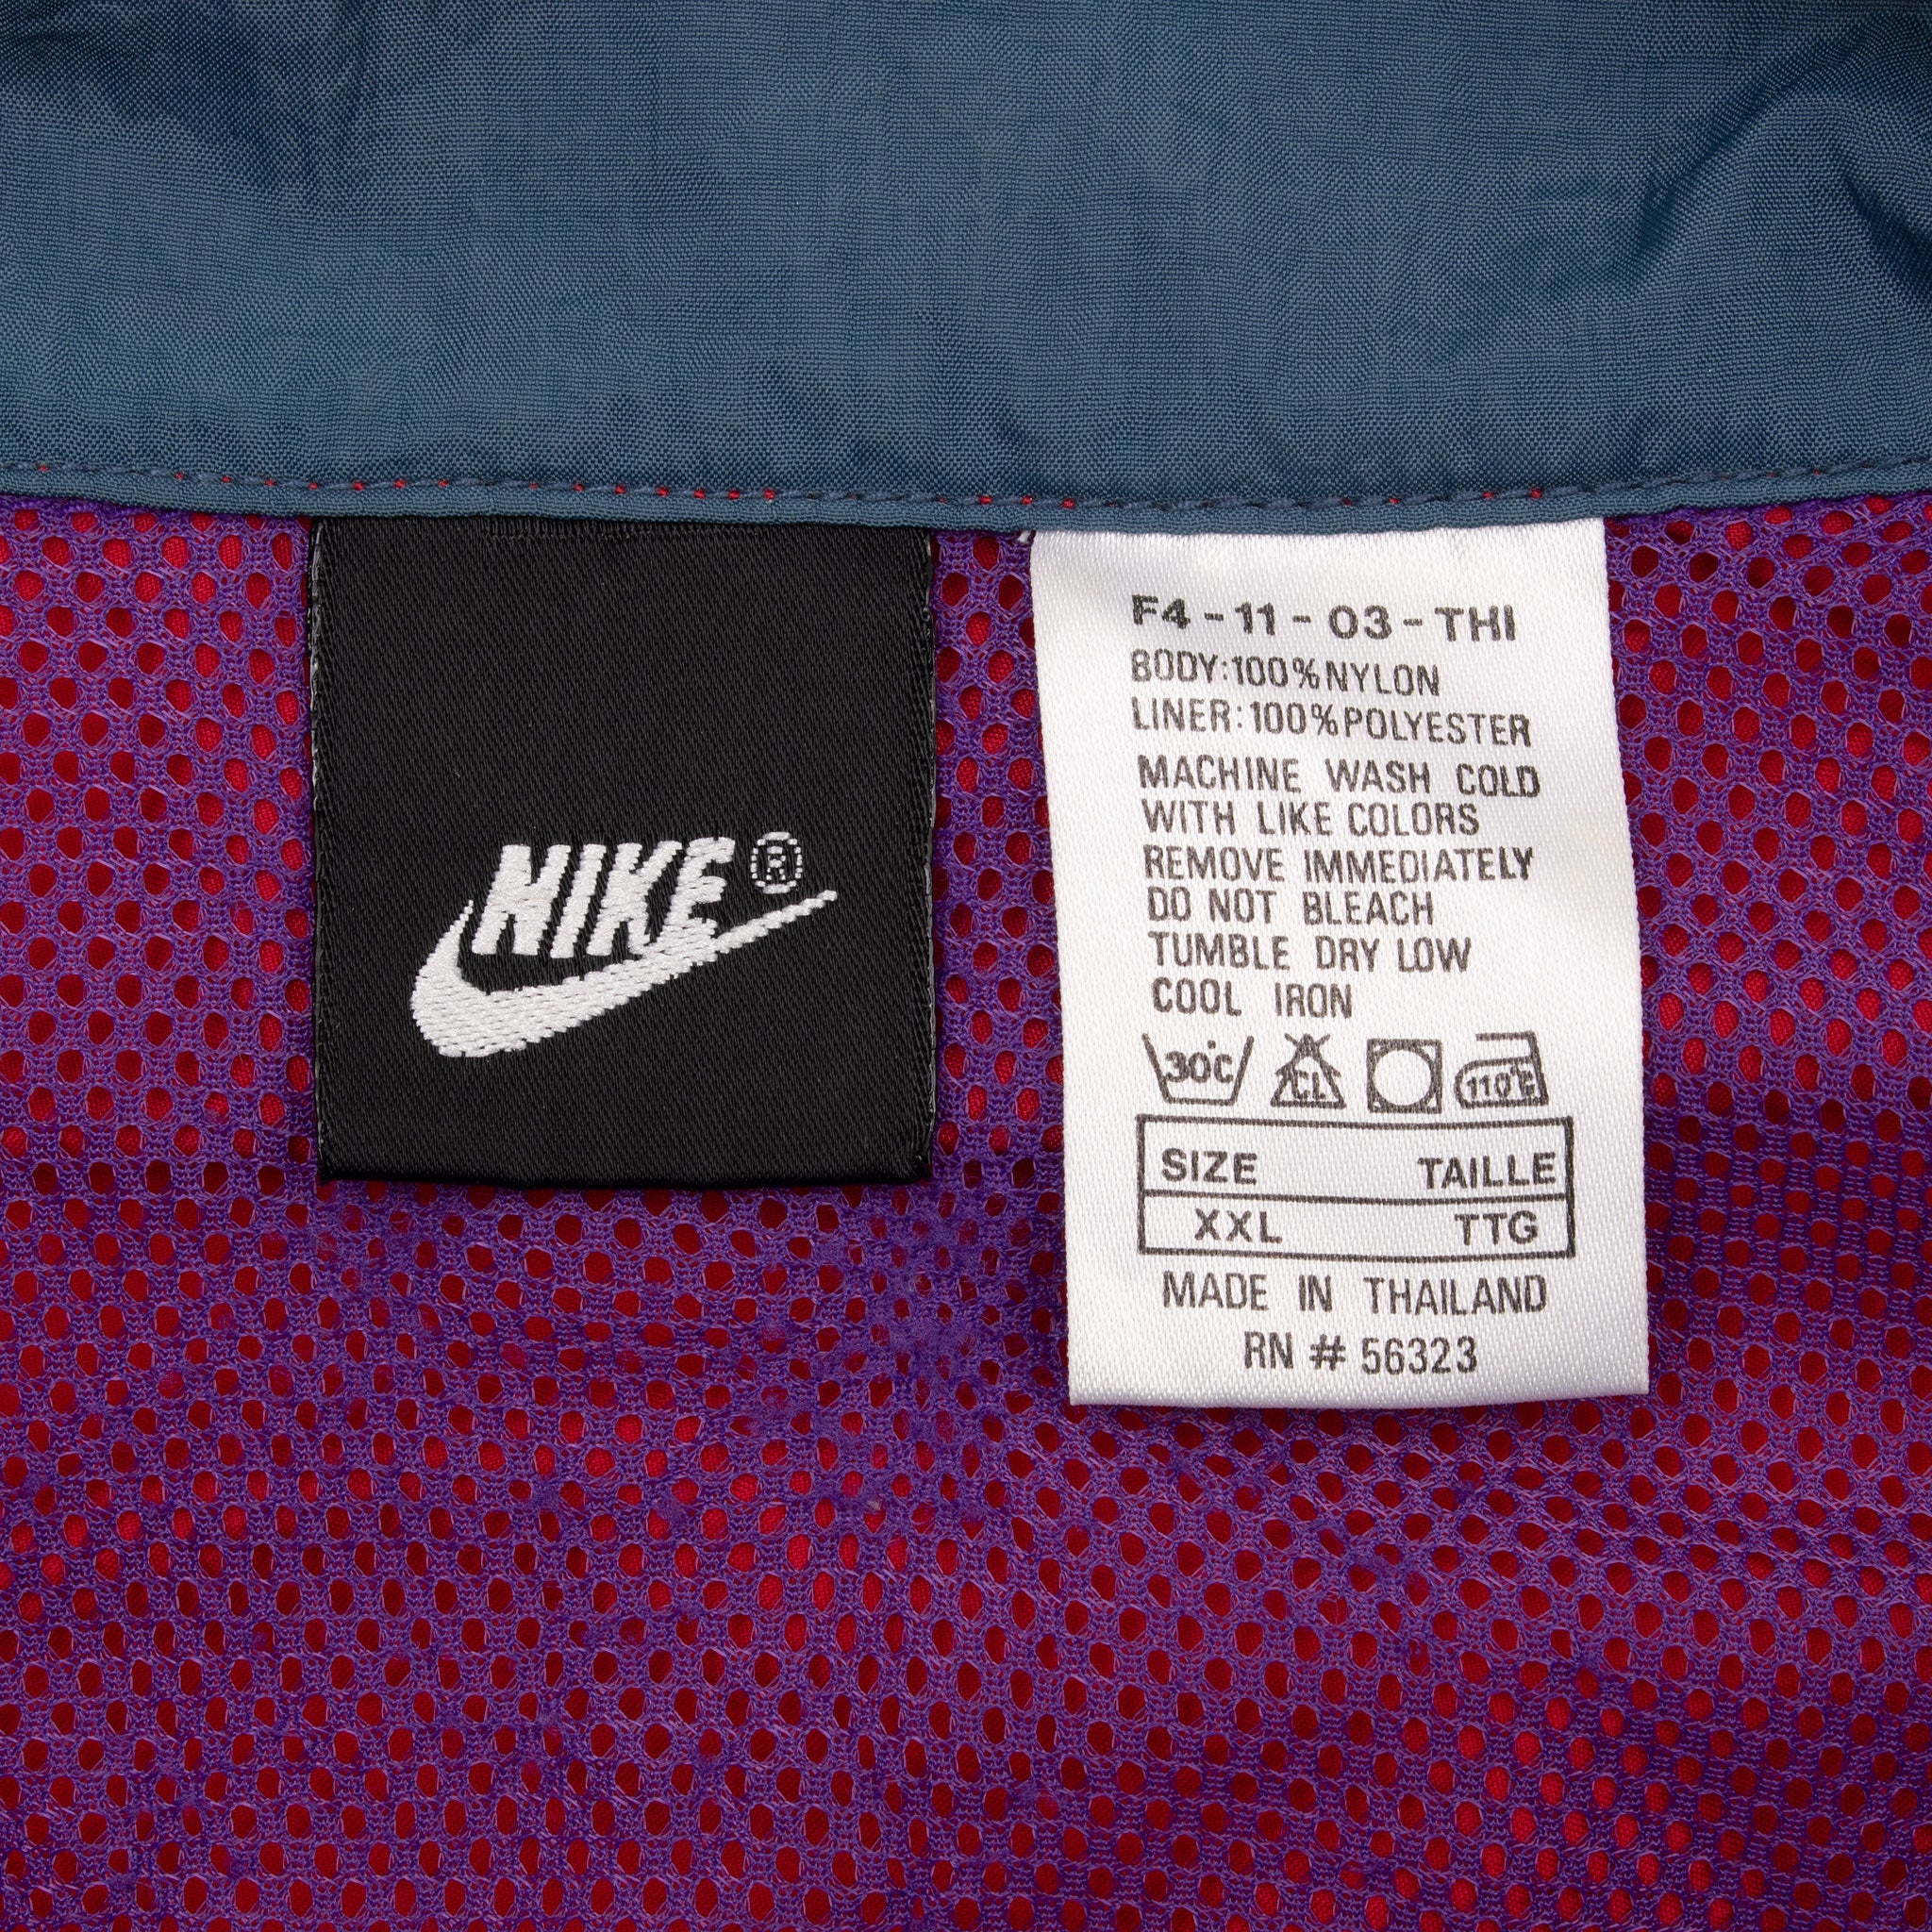 NIKE®
F4-11-03-THI
BODY:100%NYLON
LINER:100%POLYESTER
MACHINE WASH COLD
WITH LIKE COLORS
REMOVE IMMEDIATELY
DO NOT BLEACH
TUMBLE DRY LOW
COOL IRON
30°C CL 110°C
SIZE TAILLE
XXL TTG
MADE IN THAILAND
RN # 56323